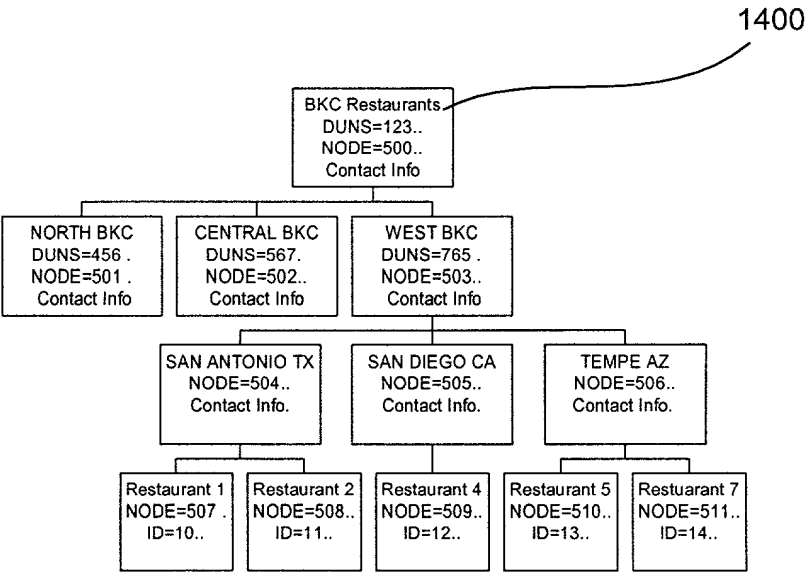 1400
BKC Restaurants
DUNS=123..
NODE=500..
Contact Info
NORTH BKC
DUNS=456 .
NODE=501 .
Contact Info
CENTRAL BKC
DUNS=567.
NODE=502..
Contact Info
WEST BKC
DUNS=765 .
NODE=503..
Contact Info
SAN ANTONIO TX
NODE=504..
Contact Info.
SAN DIEGO CA
NODE=505..
Contact Info.
TEMPE AZ
NODE=506..
Contact Info.
Restaurant 1
NODE=507 .
ID=10..
Restaurant 2
NODE=508..
ID=11..
Restaurant 4
NODE=509..
ID=12..
Restaurant 5
NODE=510..
ID=13..
Restuarant 7
NODE=511..
ID=14..